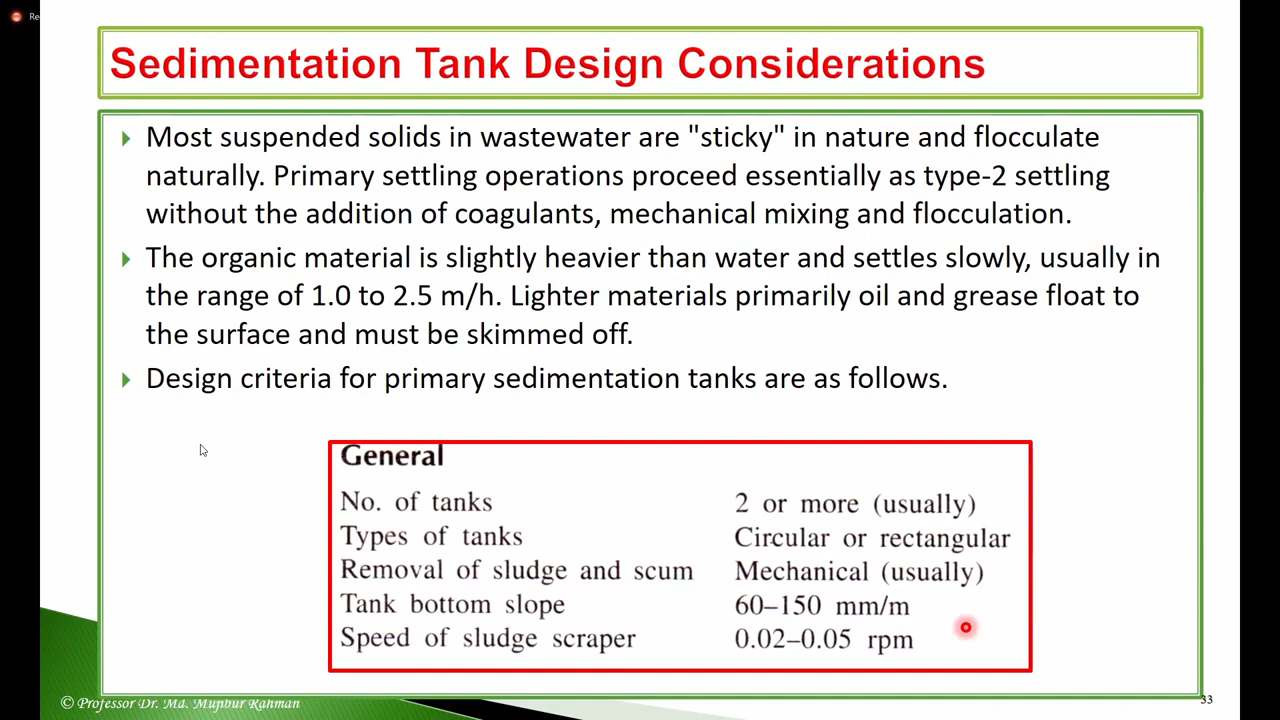 Re
Sedimentation Tank Design Considerations
Most suspended solids in wastewater are "sticky" in nature and flocculate
naturally. Primary settling operations proceed essentially as type-2 settling
without the addition of coagulants, mechanical mixing and flocculation.
The organic material is slightly heavier than water and settles slowly, usually in
the range of 1.0 to 2.5 m/h. Lighter materials primarily oil and grease float to
the surface and must be skimmed off.
Design criteria for primary sedimentation tanks are as follows.
General
No. of tanks 2 or more (usually)
Types of tanks Circular or rectangular
Removal of sludge and scum Mechanical (usually)
Tank bottom slope 60–150 mm/m
Speed of sludge scraper 0.02–0.05 rpm
© Professor Dr. Md. Mujibur Rahman
33